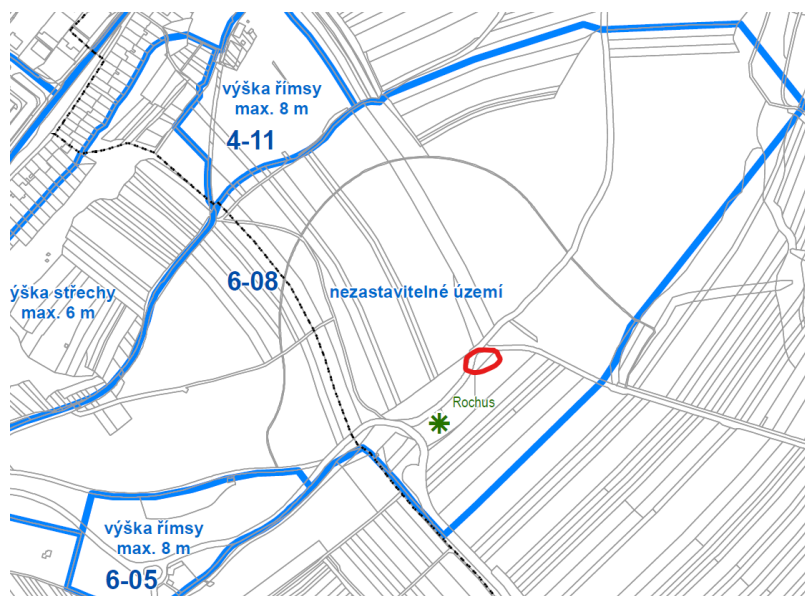 výška římsy
max. 8 m
4-11
6-08
nezastavitelné území
ýška střechy
max. 6 m
Rochus
výška římsy
max. 8 m
6-05